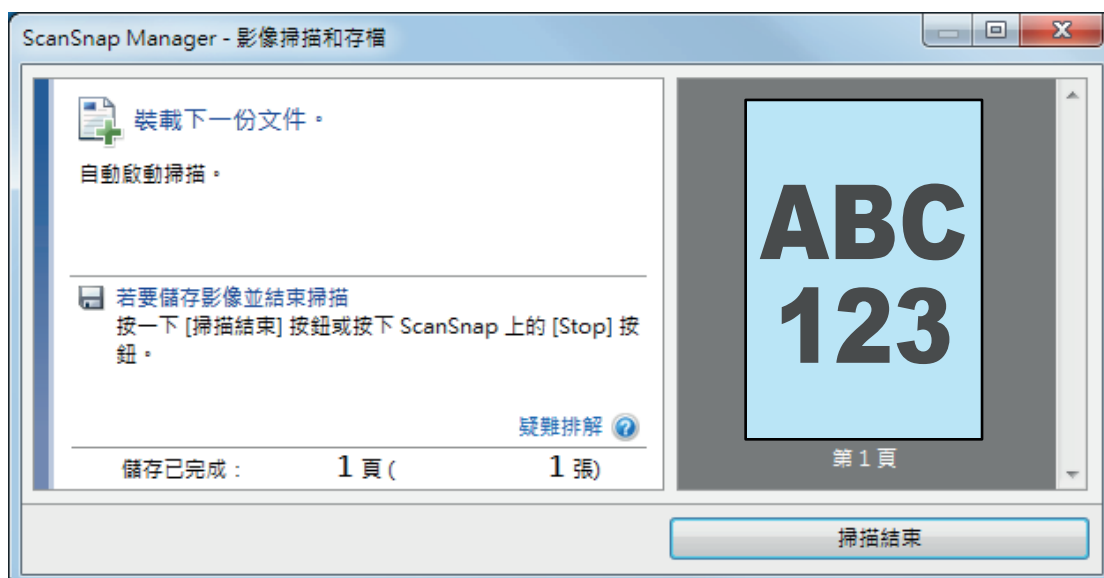 ScanSnap Manager - 影像掃描和存檔
裝載下一份文件。
自動啟動掃描。
若要儲存影像並結束掃描
按一下 [掃描結束] 按鈕或按下 ScanSnap 上的 [Stop] 按
鈕。
疑難排解
儲存已完成： 1 頁 ( 1 張)
ABC
123
第 1 頁
掃描結束